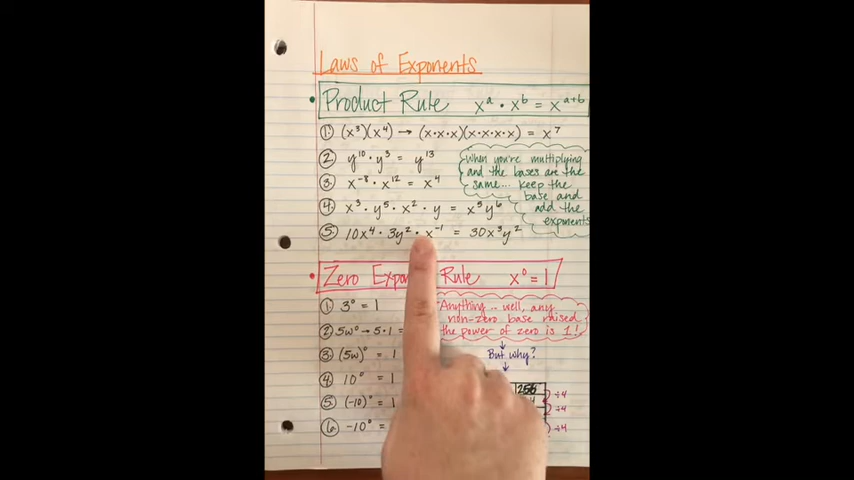 Laws of Exponents
• Product Rule xᵃ · xᵇ = xᵃ⁺ᵇ
①. (x³)(x⁴) → (x·x·x)(x·x·x·x) = x⁷
②. y¹⁰ · y³ = y¹³
③. x⁻⁸ · x¹² = x⁴
④. x³ · y⁵ · x² · y = x⁵y⁶
⑤. 10x⁴ · 3y² · x⁻¹ = 30x³y²
When you're multiplying
and the bases are the
same... keep the
base and
add the
exponents
• Zero Expon Rule x⁰ = 1
①. 3⁰ = 1
② 5w⁰ → 5·1 =
③. (5w)⁰ = 1
④. 10⁰ = 1
⑤. (-10)⁰ = 1
⑥. -10⁰ =
Anything... well, any
non-zero base raised
the power of zero is 1!
But why?
256
÷4
÷4
÷4